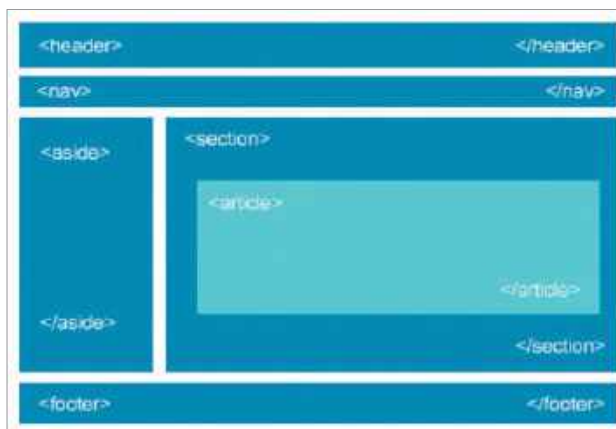 <header> </header>
<nav> </nav>
<aside>
</aside>
<section>
<article>
</article>
</section>
<footer> </footer>